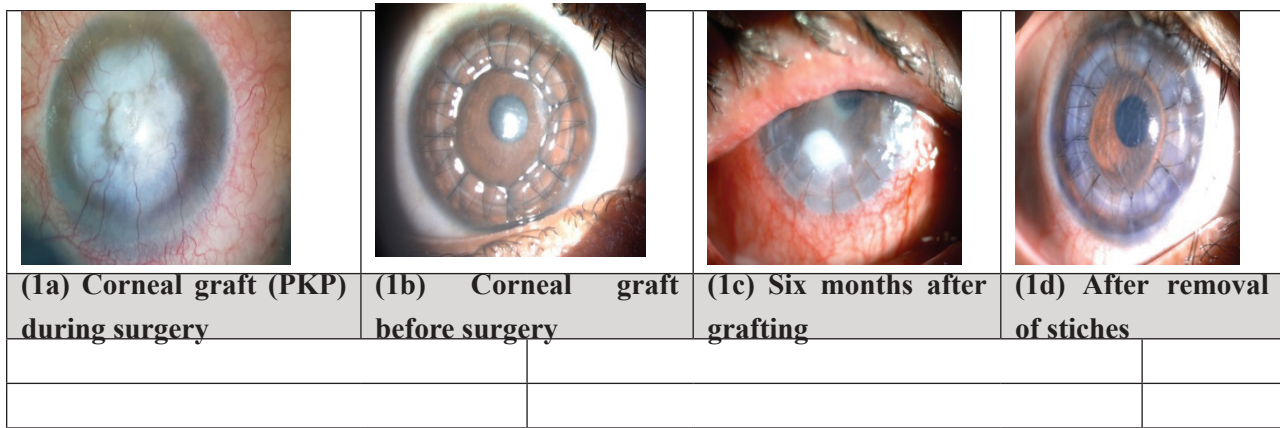 (1a) Corneal graft (PKP)
during surgery
(1b) Corneal graft
before surgery
(1c) Six months after
grafting
(1d) After removal
of stiches